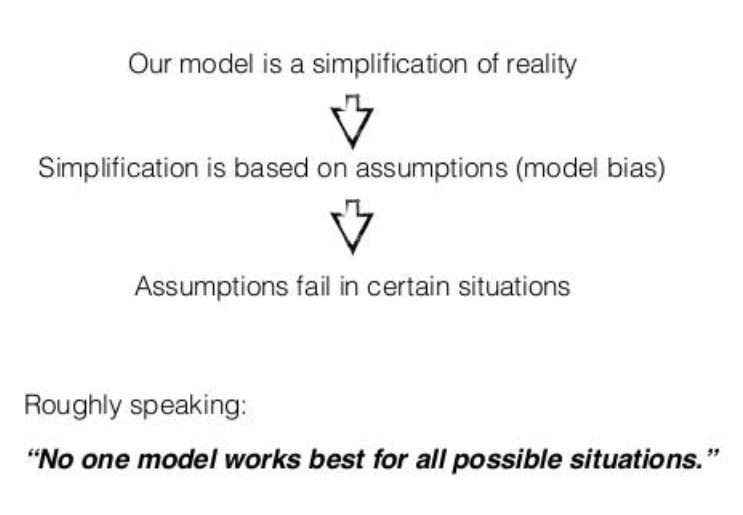 Our model is a simplification of reality
Simplification is based on assumptions (model bias)
Assumptions fail in certain situations
Roughly speaking:
“No one model works best for all possible situations.”